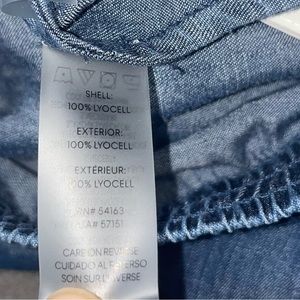 SHELL:
100% LYOCELL
EXTERIOR:
100% LYOCELL
EXTÉRIEUR:
100% LYOCELL
RN# 54163
CA# 57151
CARE ON REVERSE
CUIDADO AL REVERSO
SOIN SUR L'INVERSE